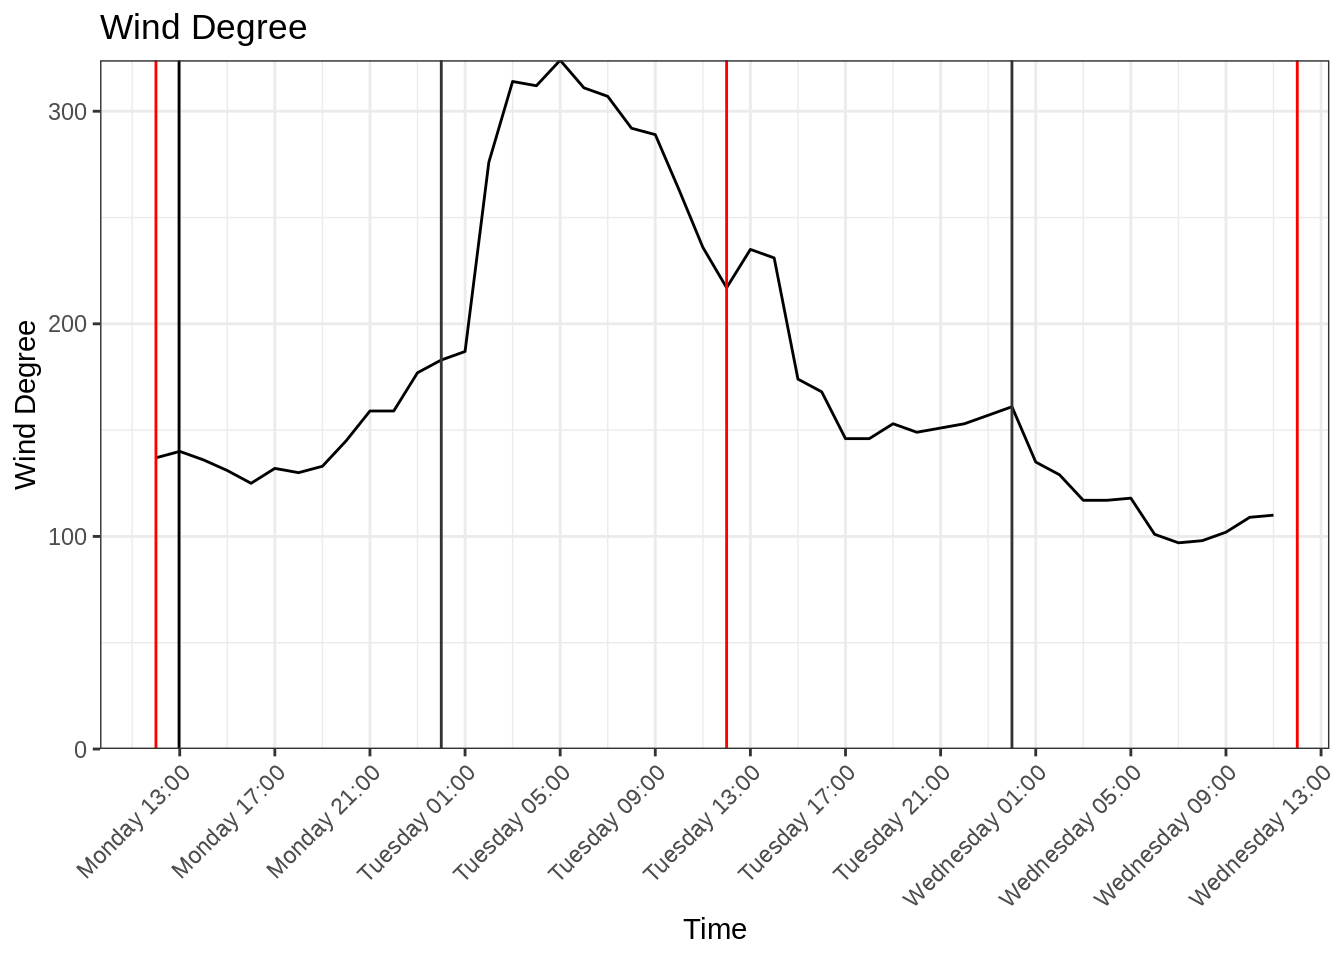 Wind Degree
Wind Degree
300
200
100
0
Monday 13:00
Monday 17:00
Monday 21:00
Tuesday 01:00
Tuesday 05:00
Tuesday 09:00
Tuesday 13:00
Tuesday 17:00
Tuesday 21:00
Wednesday 01:00
Wednesday 05:00
Wednesday 09:00
Wednesday 13:00
Time